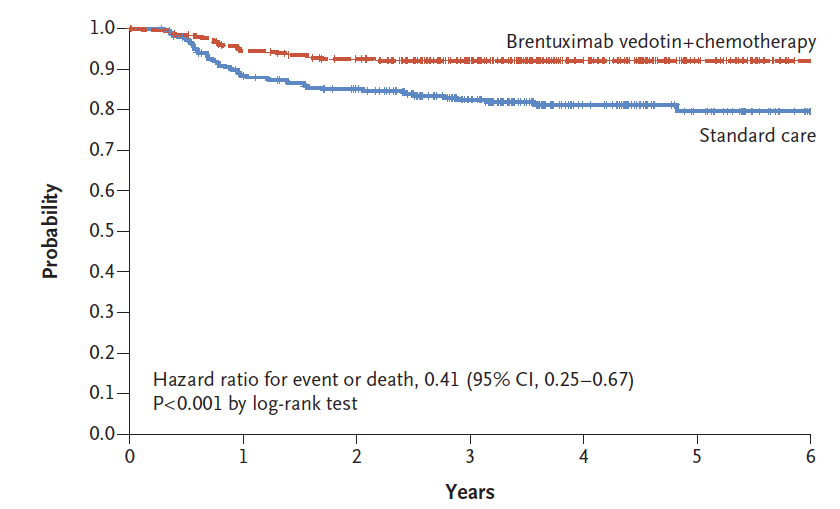 1.0
Brentuximab vedotin+chemotherapy
0.9
0.8
Standard care
0.7
0.6
0.5
0.4
0.3
0.2
0.1
0.0
Probability
Hazard ratio for event or death, 0.41 (95% CI, 0.25–0.67)
P<0.001 by log-rank test
0 1 2 3 4 5 6
Years